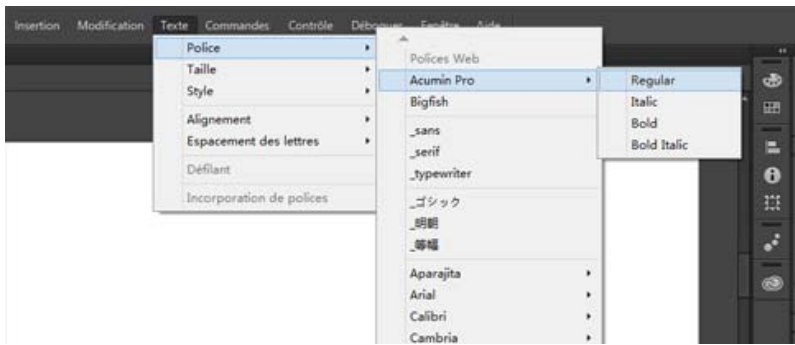 Insertion Modification Texte Commandes Contrôle Déboguer Fenêtre Aide
Police
Taille
Style
Alignement
Espacement des lettres
Défilant
Incorporation de polices
Polices Web
Acumin Pro
Bigfish
_sans
_serif
_typewriter
_ゴシック
_明朝
_等幅
Aparajita
Arial
Calibri
Cambria
Regular
Italic
Bold
Bold Italic